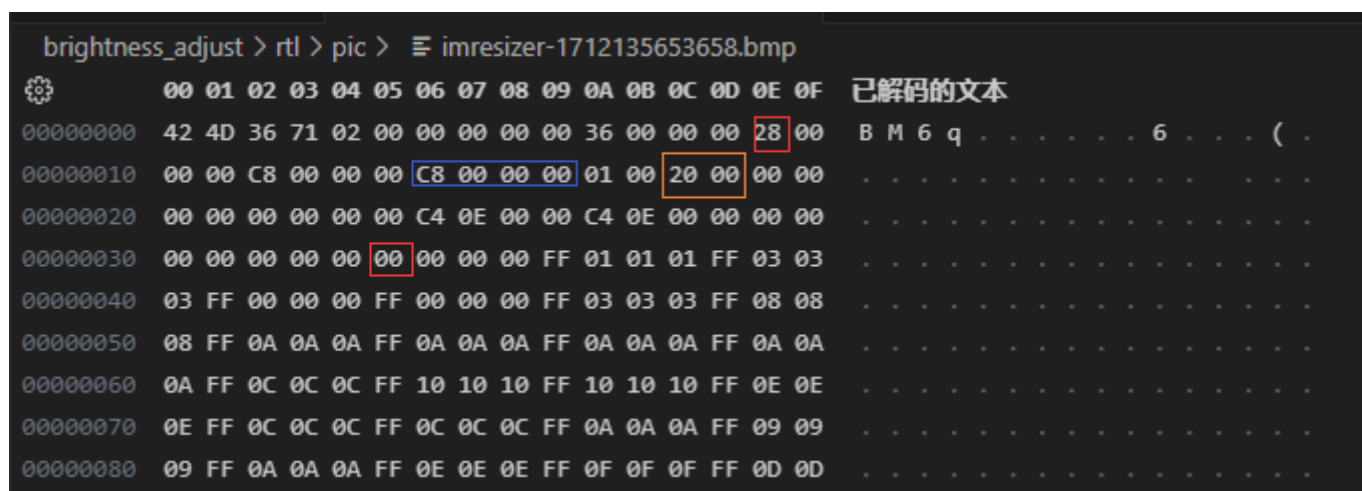 brightness_adjust > rtl > pic > imresizer-1712135653658.bmp
00 01 02 03 04 05 06 07 08 09 0A 0B 0C 0D 0E 0F 已解码的文本
00000000 42 4D 36 71 02 00 00 00 00 00 36 00 00 00 28 00 B M 6 q . . . . . . 6 . . . ( .
00000010 00 00 C8 00 00 00 C8 00 00 00 01 00 20 00 00 00 . . . . . . . . . . . . . . .
00000020 00 00 00 00 00 00 C4 0E 00 00 C4 0E 00 00 00 00 . . . . . . . . . . . . . . . .
00000030 00 00 00 00 00 00 00 00 00 FF 01 01 01 FF 03 03 . . . . . . . . . . . . . . . .
00000040 03 FF 00 00 00 FF 00 00 00 FF 03 03 03 FF 08 08 . . . . . . . . . . . . . . . .
00000050 08 FF 0A 0A 0A FF 0A 0A 0A FF 0A 0A 0A FF 0A 0A . . . . . . . . . . . . . . . .
00000060 0A FF 0C 0C 0C FF 10 10 10 FF 10 10 10 FF 0E 0E . . . . . . . . . . . . . . . .
00000070 0E FF 0C 0C 0C FF 0C 0C 0C FF 0A 0A 0A FF 09 09 . . . . . . . . . . . . . . . .
00000080 09 FF 0A 0A 0A FF 0E 0E 0E FF 0F 0F 0F FF 0D 0D . . . . . . . . . . . . . . . .